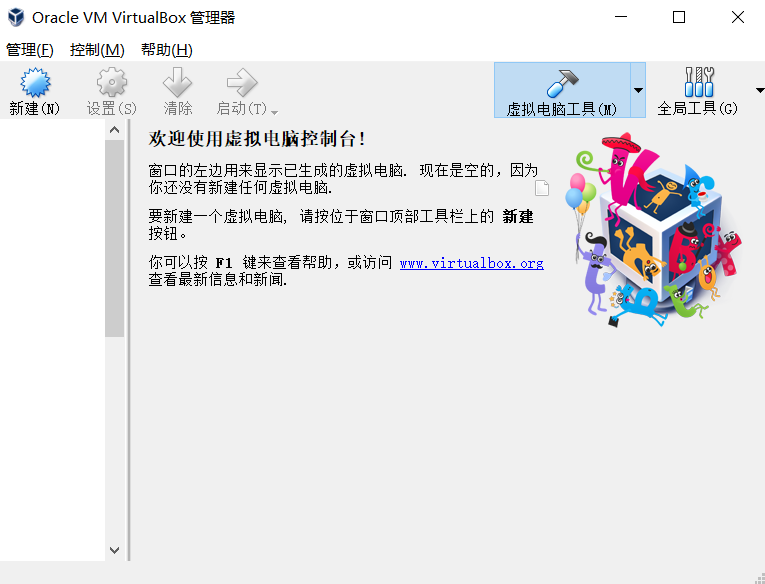 Oracle VM VirtualBox 管理器
管理(F) 控制(M) 帮助(H)
新建(N) 设置(S) 清除 启动(T) 虚拟电脑工具(M) 全局工具(G)
欢迎使用虚拟电脑控制台!
窗口的左边用来显示已生成的虚拟电脑. 现在是空的, 因为
你还没有新建任何虚拟电脑.
要新建一个虚拟电脑, 请按位于窗口顶部工具栏上的 新建
按钮。
你可以按 F1 键来查看帮助, 或访问 www.virtualbox.org
查看最新信息和新闻.